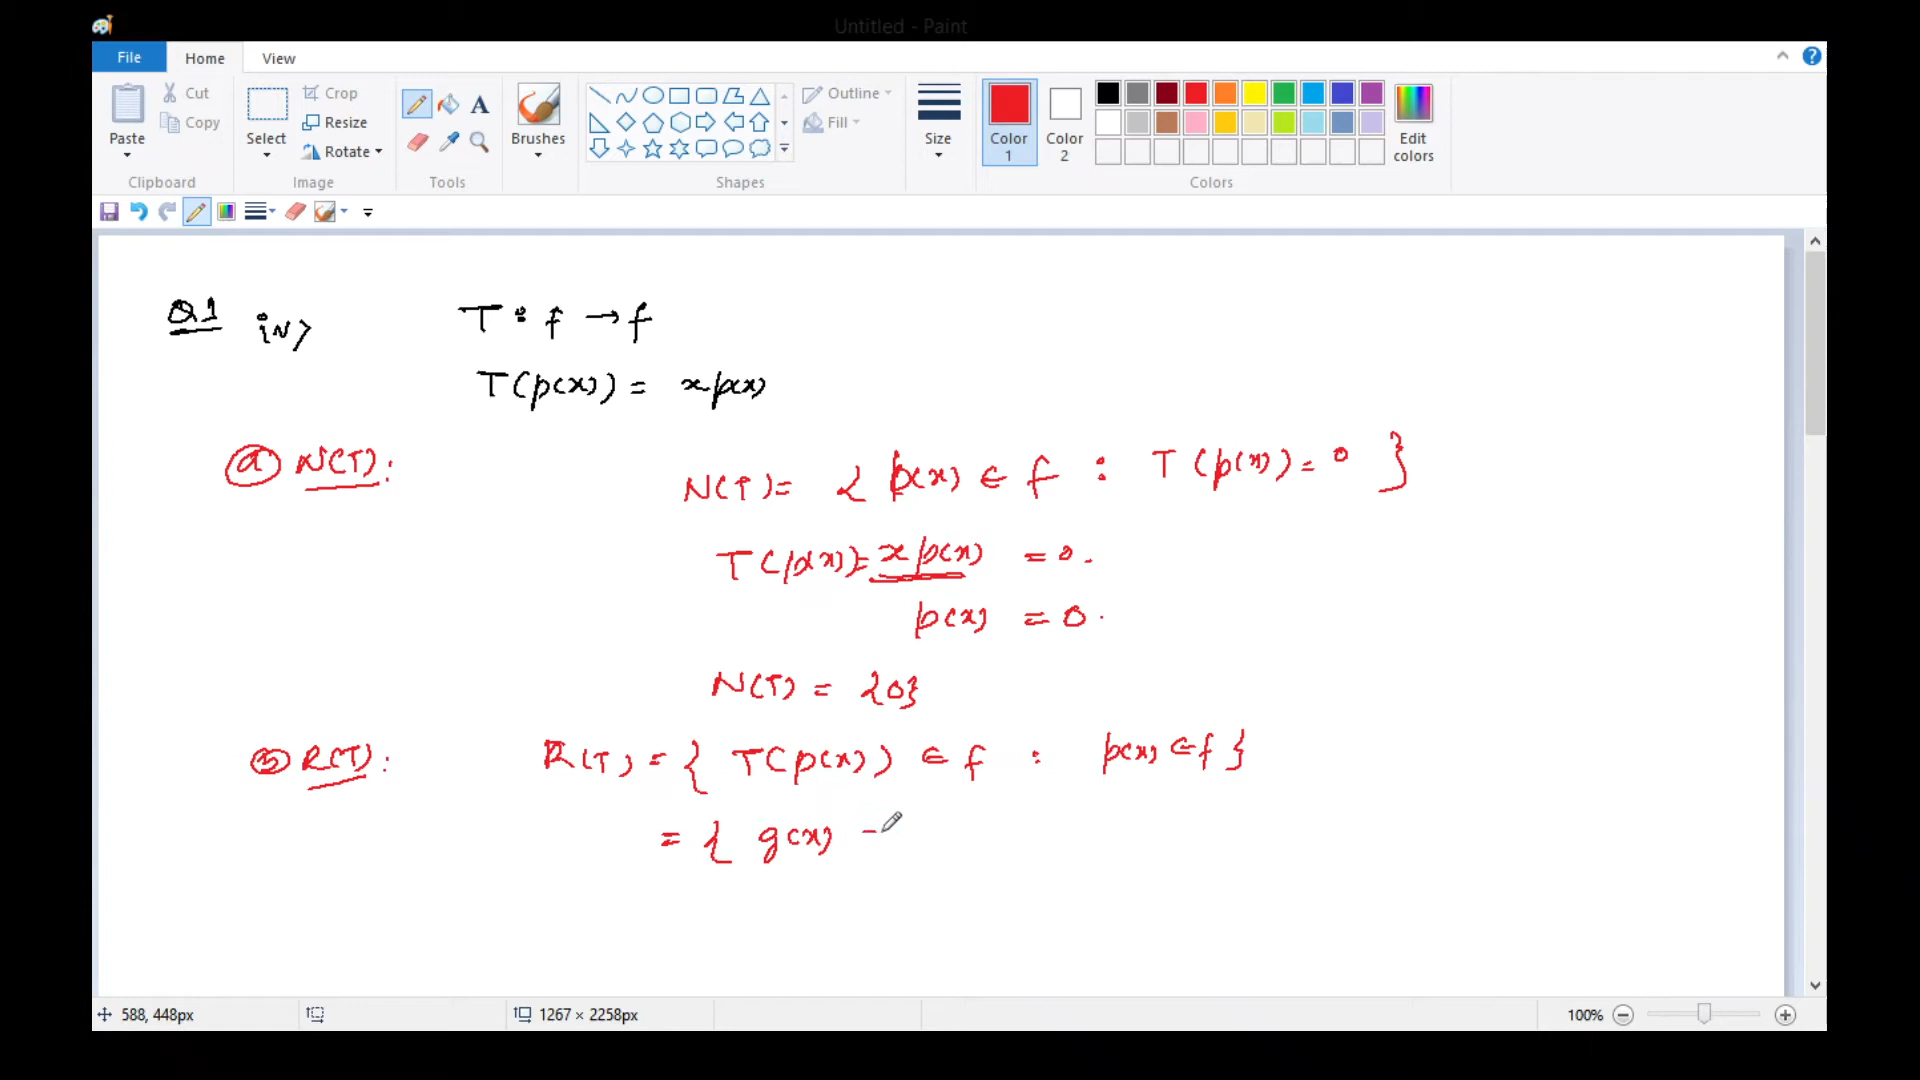 Untitled - Paint
File Home View
Paste Cut Copy Clipboard
Select Crop Resize Rotate Image
Tools
Brushes
Outline Fill Shapes
Size
Color 1 Color 2 Edit colors Colors
Q1 iv> T : f → f
T(p(x)) = x p(x)
(a) N(T) : N(T) = { p(x) ∈ f : T(p(x)) = 0 }
T(p(x)) = x p(x) = 0.
p(x) = 0.
N(T) = {0}
(b) R(T) : R(T) = { T(p(x)) ∈ f : p(x) ∈ f }
= { g(x) -
588, 448px 1267 × 2258px 100%